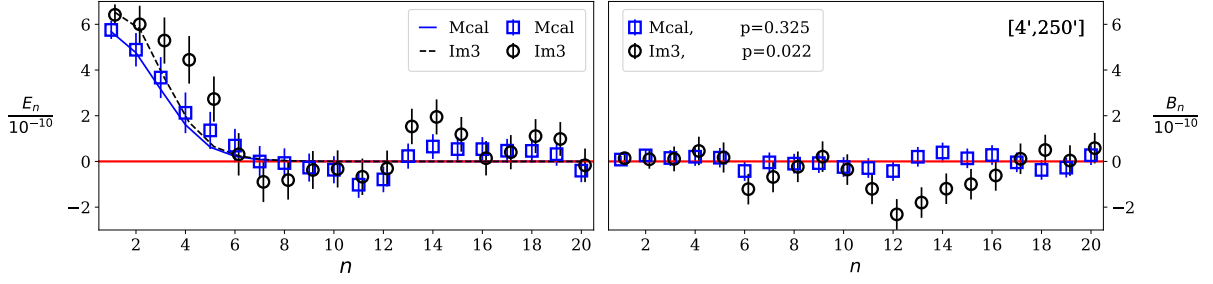 6
4
2
0
−2
E_n
10^{-10}
Mcal
Im3
Mcal
Im3
2 4 6 8 10 12 14 16 18 20
n
Mcal, p=0.325
Im3, p=0.022
[4',250']
2 4 6 8 10 12 14 16 18 20
n
6
4
2
0
−2
B_n
10^{-10}